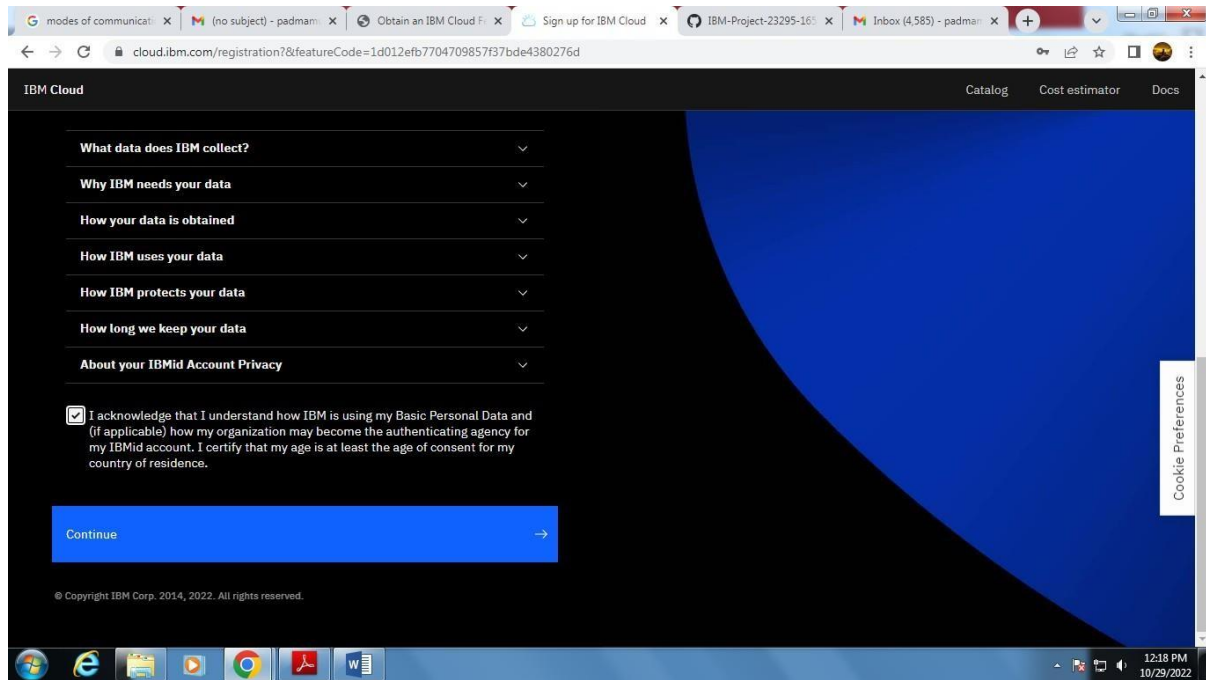 modes of communicati
(no subject) - padmam
Obtain an IBM Cloud Fe
Sign up for IBM Cloud
IBM-Project-23295-165
Inbox (4,585) - padman
cloud.ibm.com/registration?&featureCode=1d012efb7704709857f37bde4380276d
IBM Cloud
Catalog
Cost estimator
Docs
What data does IBM collect?
Why IBM needs your data
How your data is obtained
How IBM uses your data
How IBM protects your data
How long we keep your data
About your IBMid Account Privacy
I acknowledge that I understand how IBM is using my Basic Personal Data and
(if applicable) how my organization may become the authenticating agency for
my IBMid account. I certify that my age is at least the age of consent for my
country of residence.
Cookie Preferences
Continue
© Copyright IBM Corp. 2014, 2022. All rights reserved.
12:18 PM
10/29/2022